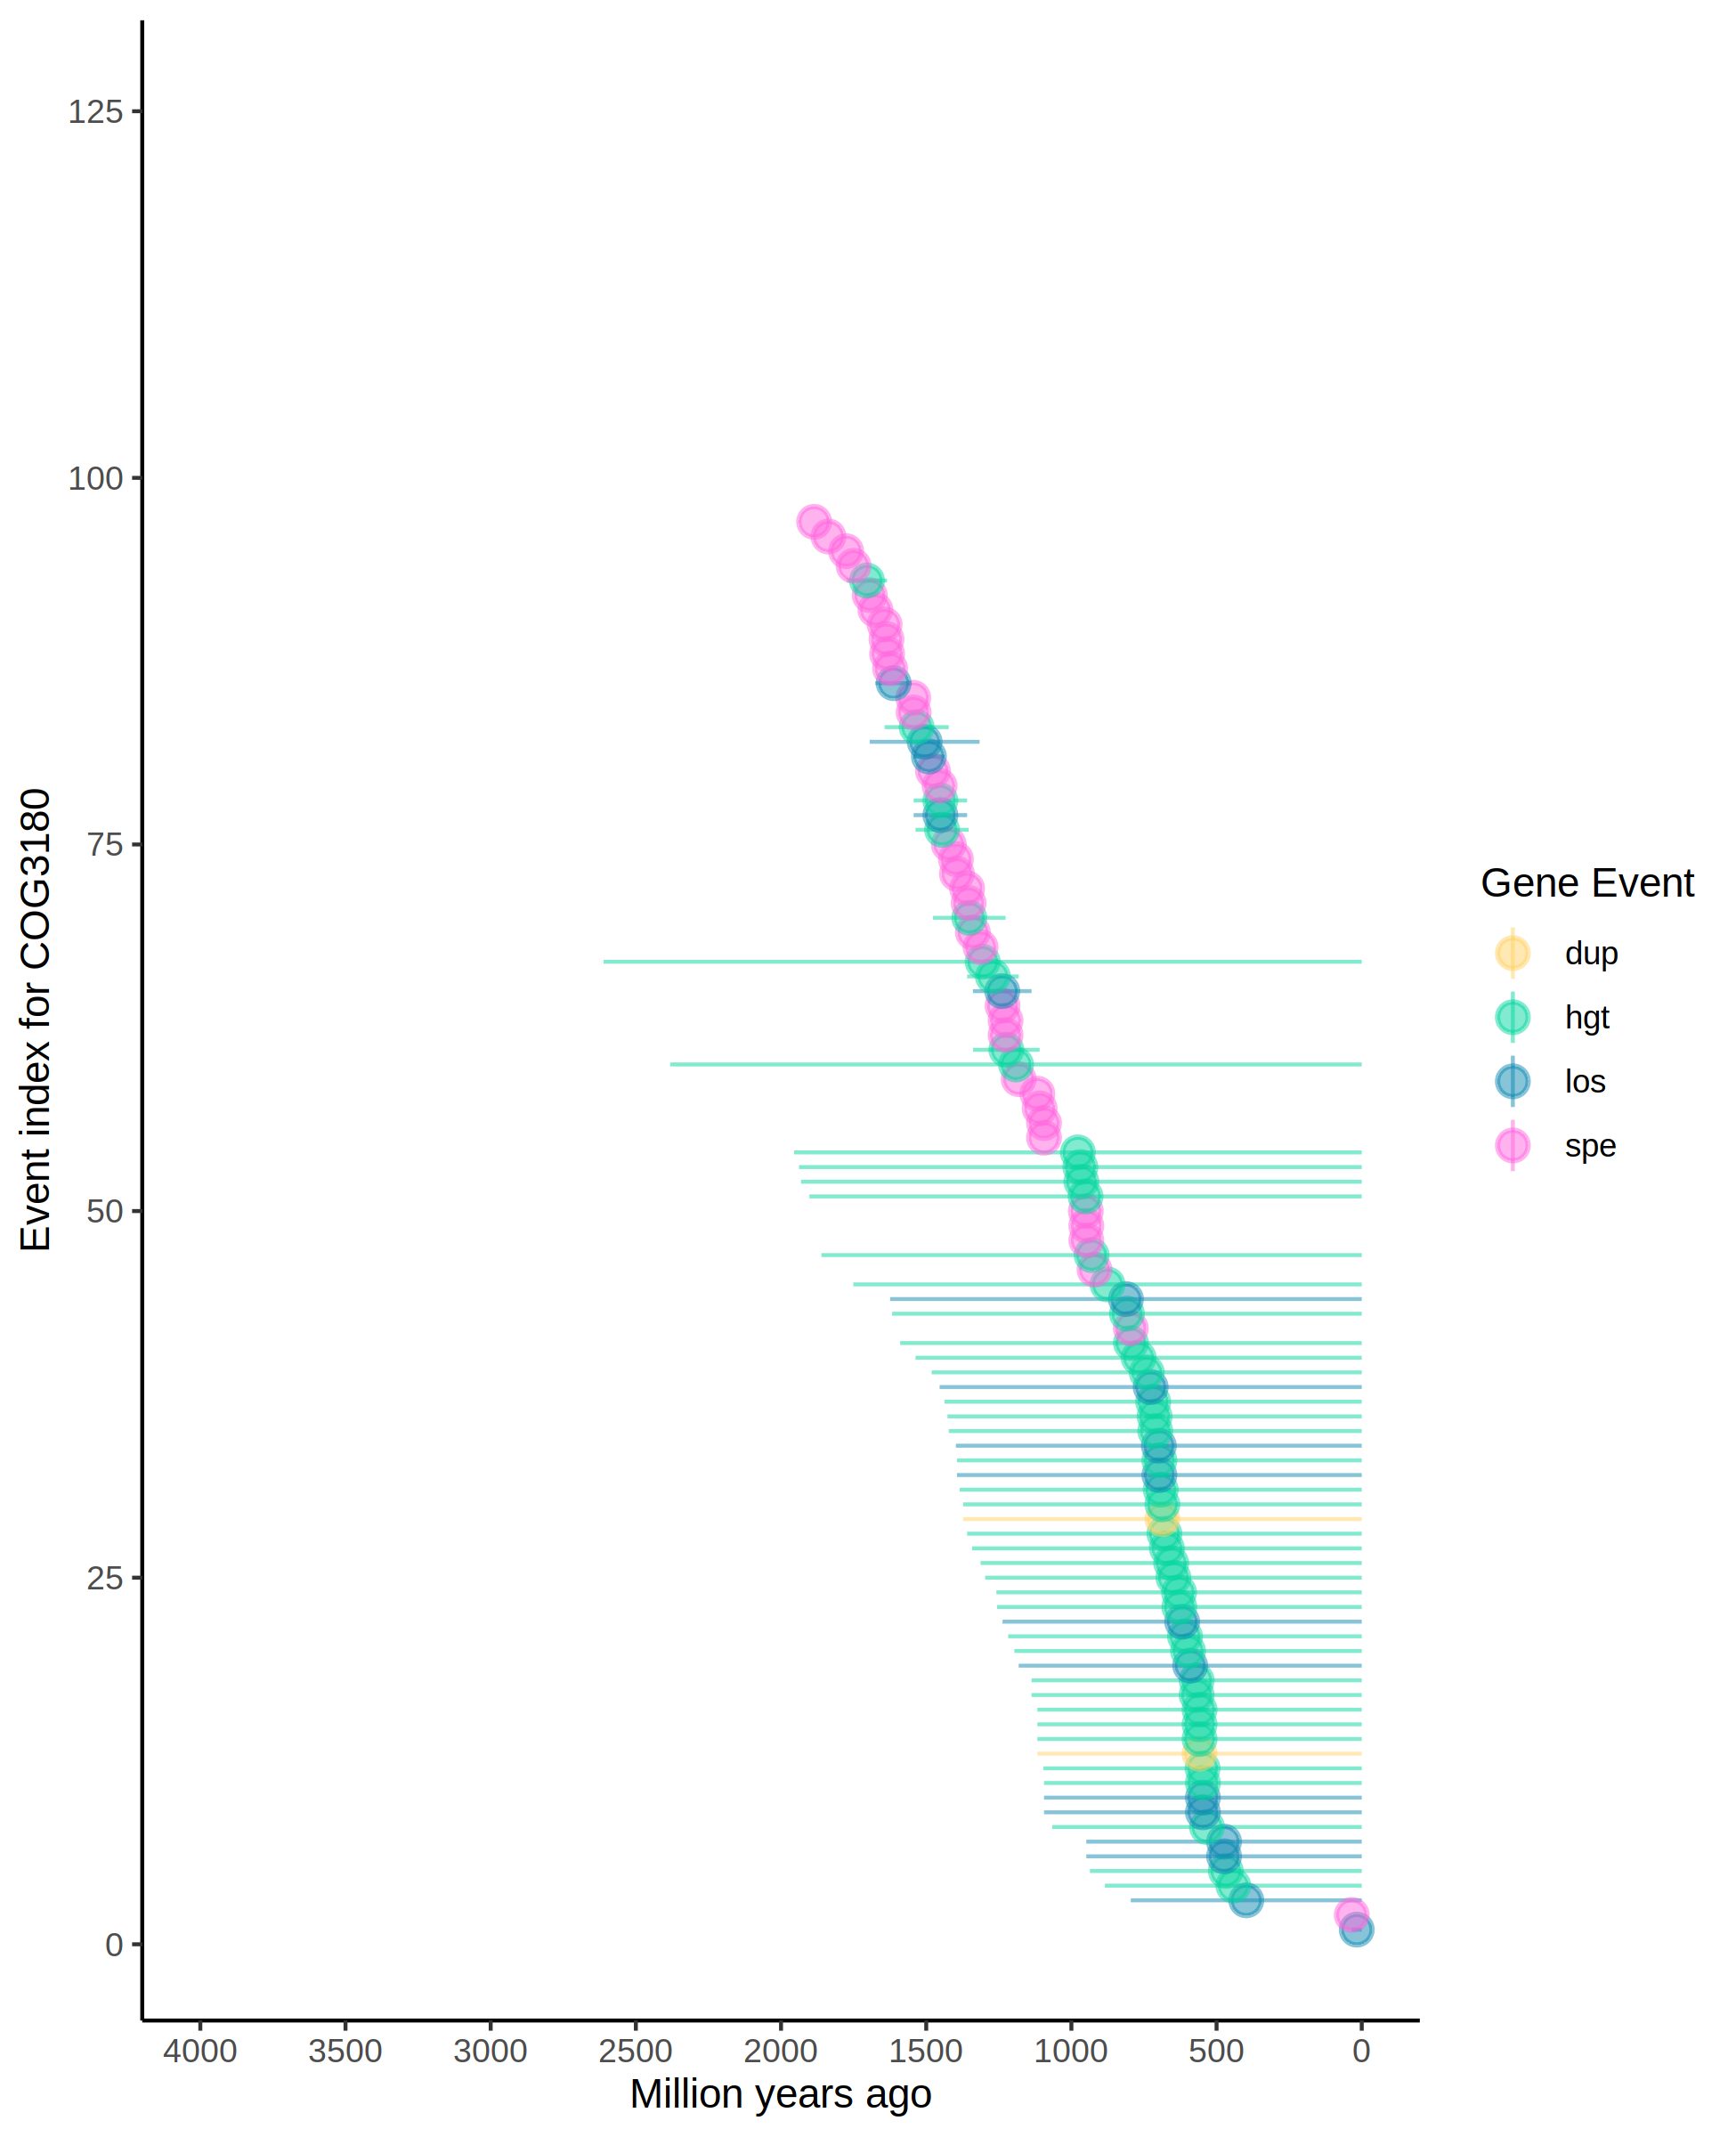 Event index for COG3180
125
100
75
50
25
0
4000 3500 3000 2500 2000 1500 1000 500 0
Million years ago
Gene Event
dup
hgt
los
spe